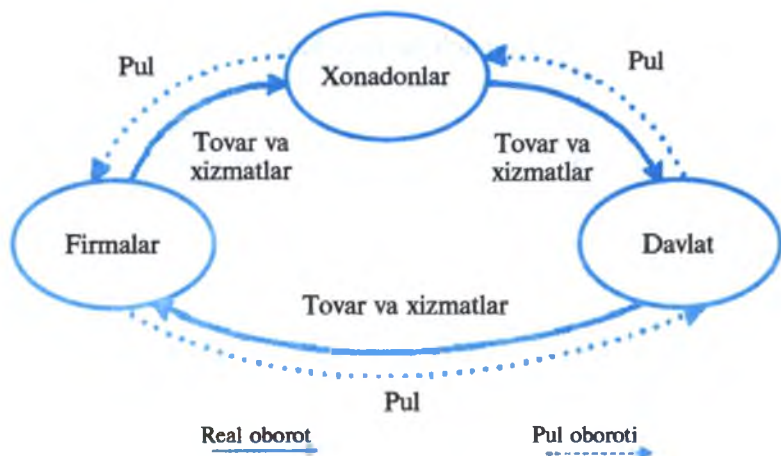 Pul
Xonadonlar
Pul
Tovar va
xizmatlar
Tovar va
xizmatlar
Firmalar
Davlat
Tovar va xizmatlar
Pul
Real oborot
Pul oboroti